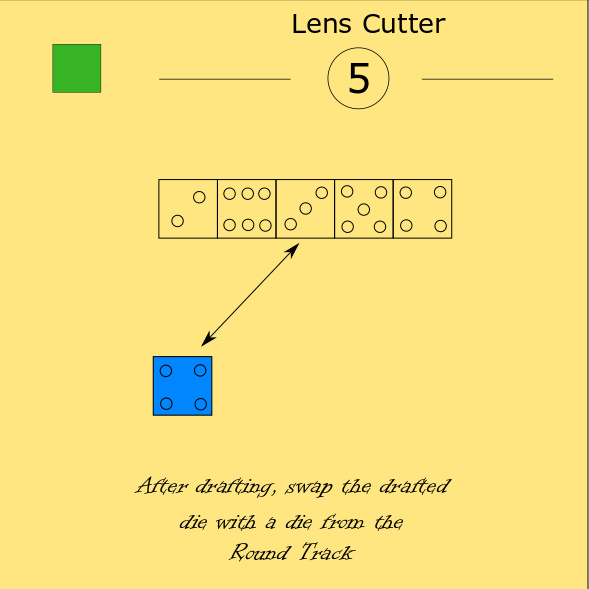 Lens Cutter
5
After drafting, swap the drafted
die with a die from the
Round Track